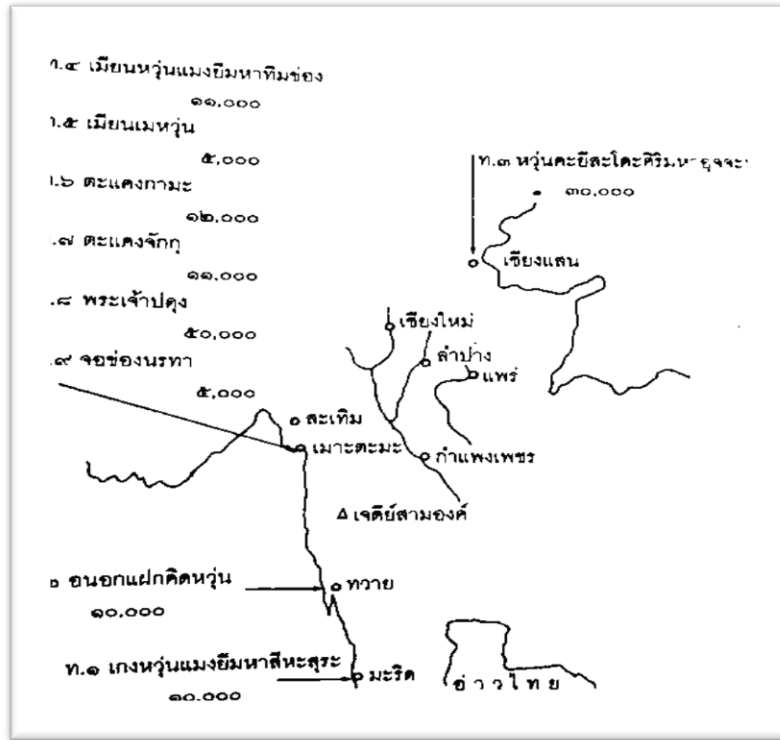 ท.๔ เมียนหวุ่นแมงยีมหาทิมข่อง
๑๑,๐๐๐
ท.๕ เมียนเมหวุ่น
๕,๐๐๐
ท.๖ ตะแคงกามะ
๑๒,๐๐๐
.๗ ตะแคงจักกุ
๑๑,๐๐๐
.๘ พระเจ้าปดุง
๕๐,๐๐๐
.๙ จอข่องนรทา
๕,๐๐๐
ท.๓ หวุ่นคะยีสะโดะศิริมหาอุจจะ
๓๐,๐๐๐
เชียงแสน
เชียงใหม่
ลำปาง
แพร่
สะเทิม
เมาะตะมะ
กำแพงเพชร
เจดีย์สามองค์
๒ อนอกแฝกคิดหวุ่น
๑๐,๐๐๐
ทวาย
ท.๑ เกงหวุ่นแมงยีมหาสีหะสุระ
๑๐,๐๐๐
มะริด
อ่าวไทย